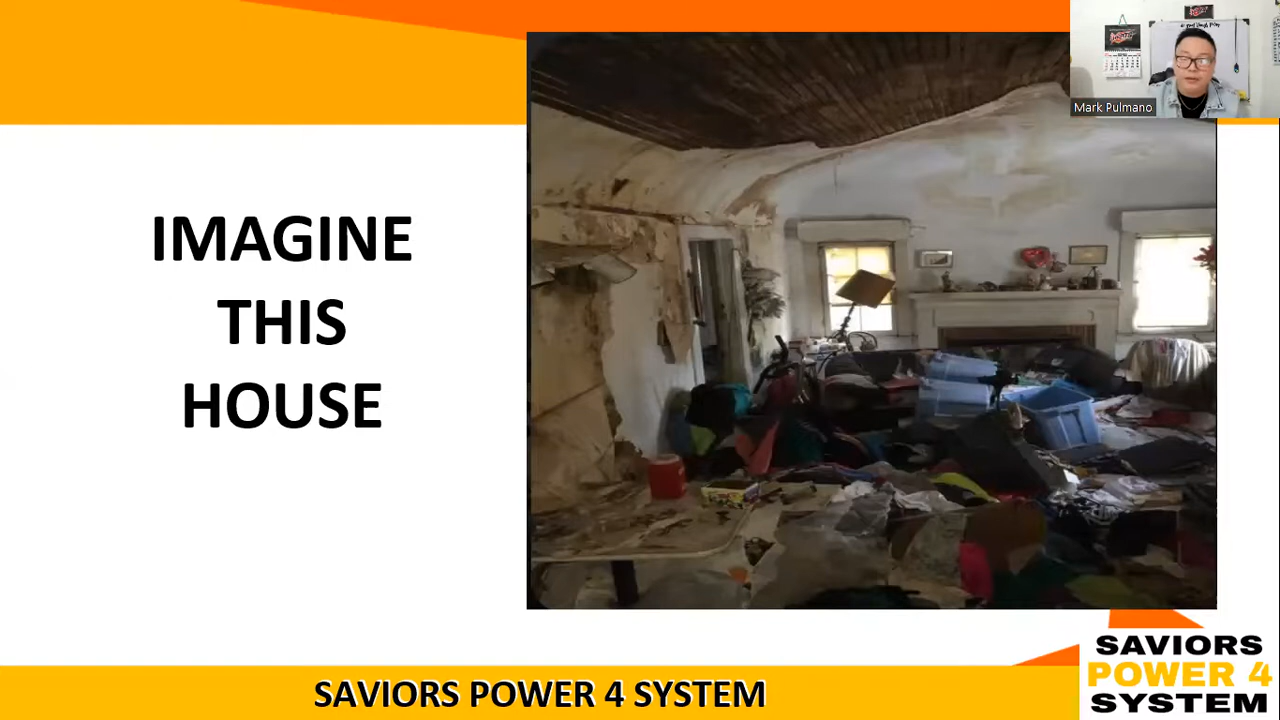 IMAGINE
THIS
HOUSE
Mark Pulmano
SAVIORS POWER 4 SYSTEM
SAVIORS
POWER 4
SYSTEM